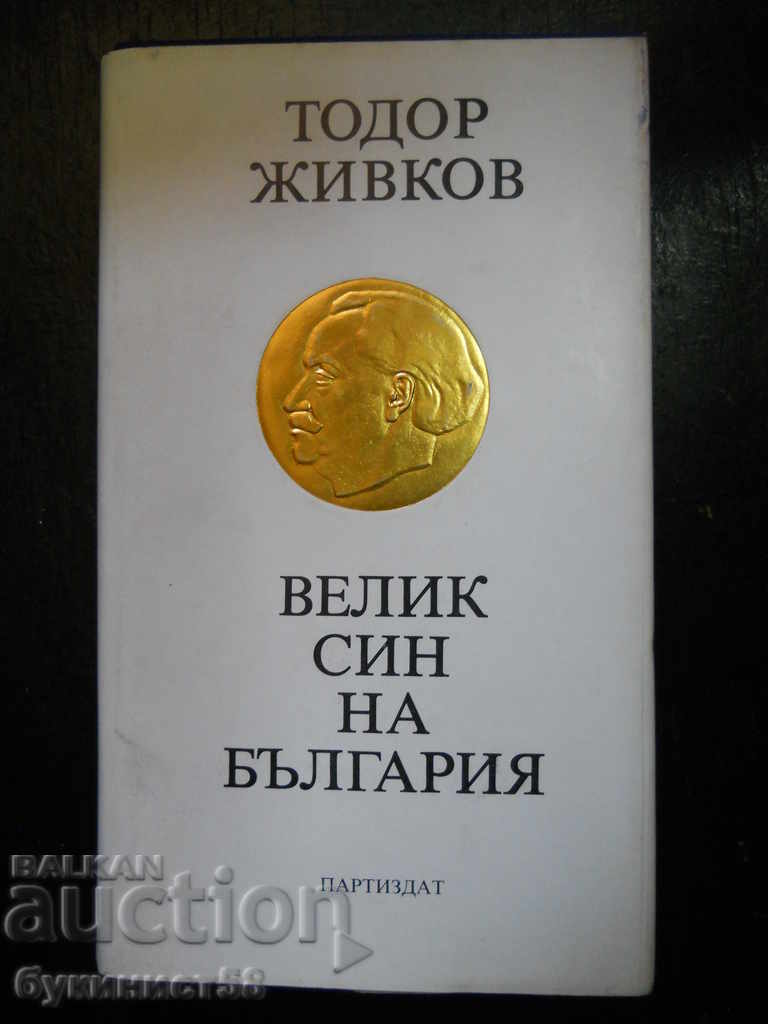 ТОДОР
ЖИВКОВ
ВЕЛИК
СИН
НА
БЪЛГАРИЯ
ПАРТИЗДАТ
BALKAN
auction
букинист58